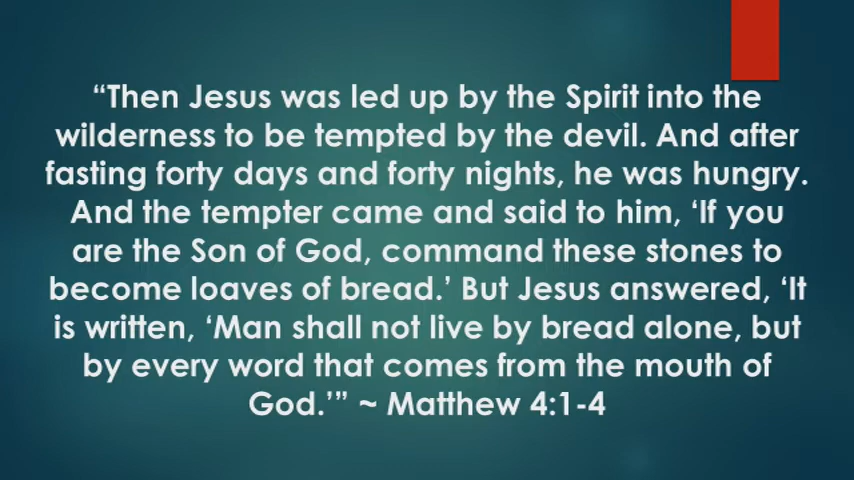 “Then Jesus was led up by the Spirit into the
wilderness to be tempted by the devil. And after
fasting forty days and forty nights, he was hungry.
And the tempter came and said to him, ‘If you
are the Son of God, command these stones to
become loaves of bread.’ But Jesus answered, ‘It
is written, ‘Man shall not live by bread alone, but
by every word that comes from the mouth of
God.’” ~ Matthew 4:1-4